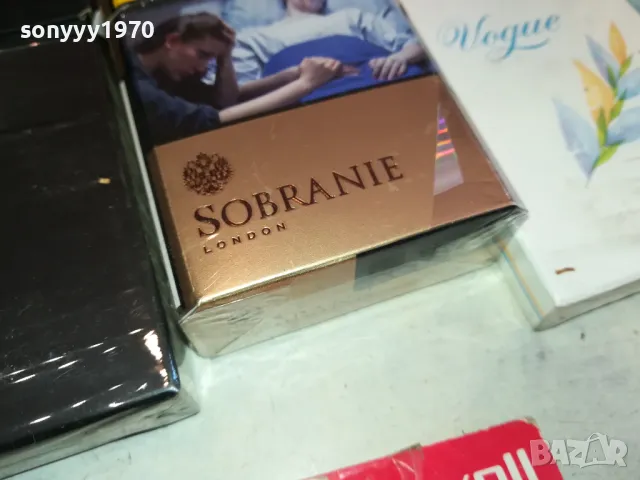 sonyyy1970
Vogue
SOBRANIE
LONDON
BAZAR